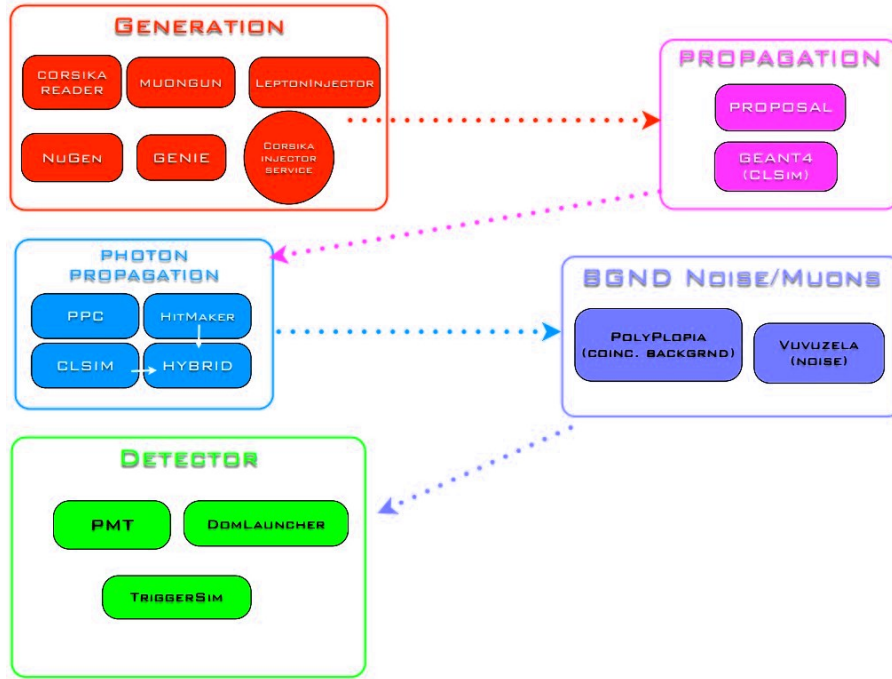 GENERATION
CORSIKA
READER
MUONGUN
LEPTONINJECTOR
NUGEN
GENIE
CORSIKA
INJECTOR
SERVICE
PROPAGATION
PROPOSAL
GEANT4
(CLSIM)
PHOTON
PROPAGATION
PPC
HITMAKER
CLSIM
HYBRID
BGND NOISE/MUONS
POLYPLOPIA
(COINC. BACKGRND)
VUVUZELA
(NOISE)
DETECTOR
PMT
DOMLAUNCHER
TRIGGERSIM